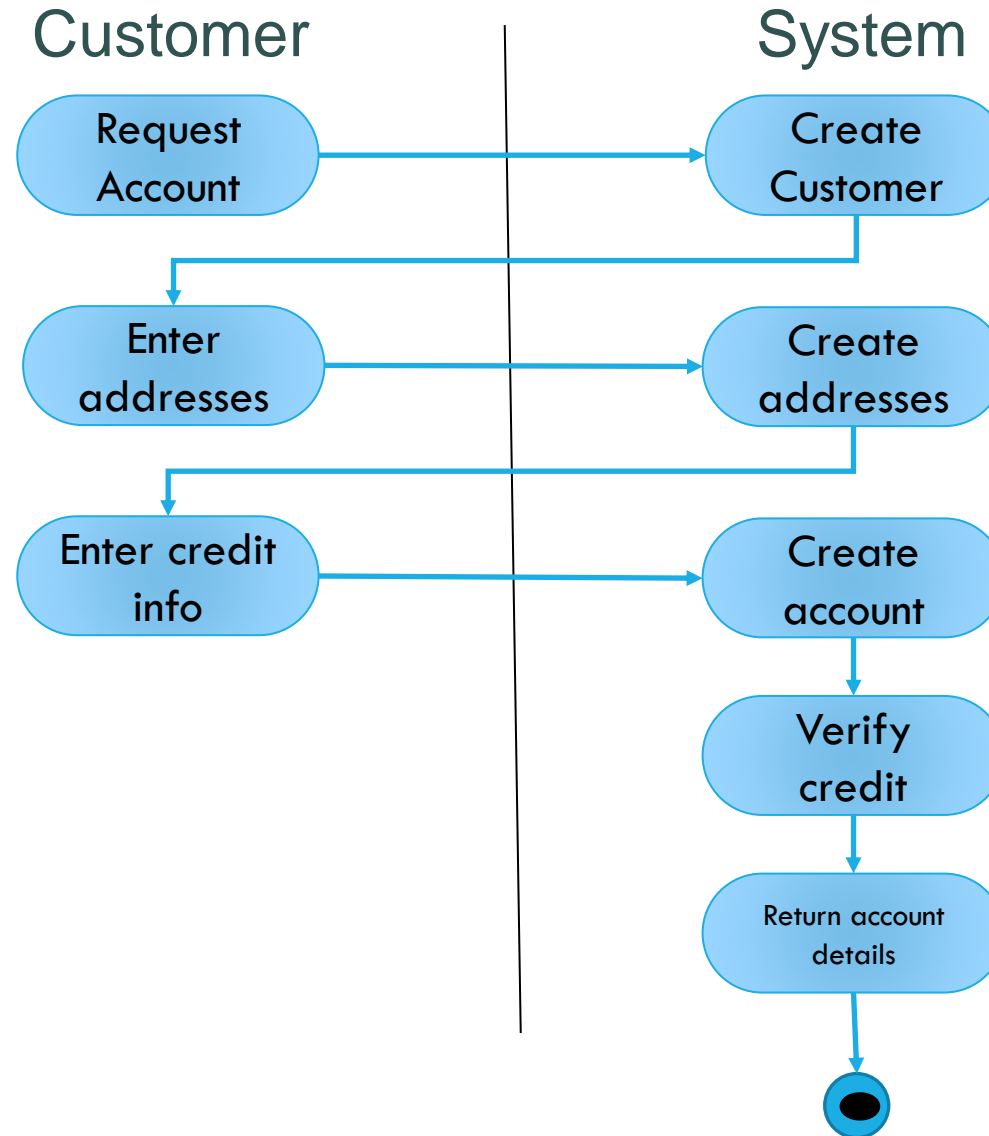 Customer
System
Request
Account
Create
Customer
Enter
addresses
Create
addresses
Enter credit
info
Create
account
Verify
credit
Return account
details